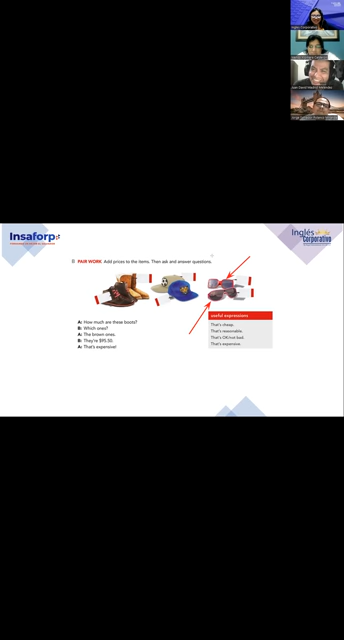 Insaforp
Inglés
Corporativo
D PAIR WORK Add prices to the items. Then ask and answer questions.
A: How much are these boots?
B: Which ones?
A: The brown ones.
B: They're $95.50.
A: That's expensive!
useful expressions
That's cheap.
That's reasonable.
That's OK/not bad.
That's expensive.